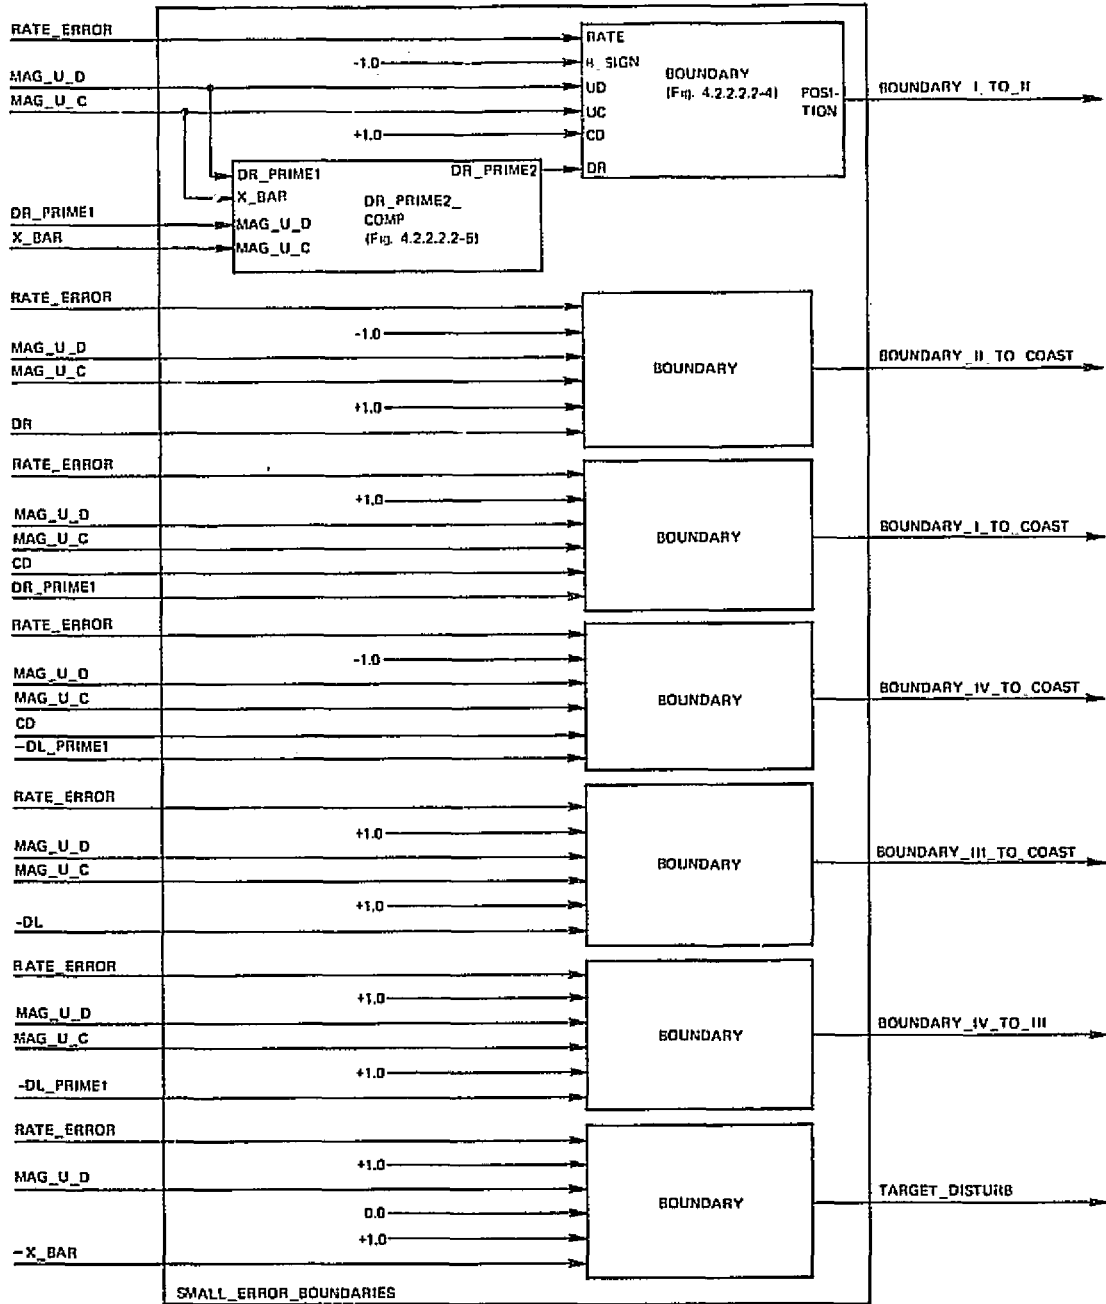 RATE_ERROR
MAG_U_D
MAG_U_C
DR_PRIME1
X_BAR
-1.0
+1.0
RATE
R_SIGN
UD
UC
CD
DR
BOUNDARY
(Fig. 4.2.2.2.2-4)
POSI-
TION
BOUNDARY_I_TO_II
DR_PRIME1
X_BAR
MAG_U_D
MAG_U_C
DR_PRIME2
DR_PRIME2_
COMP
(Fig. 4.2.2.2.2-5)
RATE_ERROR
-1.0
MAG_U_D
MAG_U_C
+1.0
DR
BOUNDARY
BOUNDARY_II_TO_COAST
RATE_ERROR
+1.0
MAG_U_D
MAG_U_C
CD
DR_PRIME1
BOUNDARY
BOUNDARY_I_TO_COAST
RATE_ERROR
-1.0
MAG_U_D
MAG_U_C
CD
-DL_PRIME1
BOUNDARY
BOUNDARY_IV_TO_COAST
RATE_ERROR
+1.0
MAG_U_D
MAG_U_C
+1.0
-DL
BOUNDARY
BOUNDARY_III_TO_COAST
RATE_ERROR
+1.0
MAG_U_D
MAG_U_C
+1.0
-DL_PRIME1
BOUNDARY
BOUNDARY_IV_TO_III
RATE_ERROR
+1.0
MAG_U_D
0.0
+1.0
-X_BAR
BOUNDARY
TARGET_DISTURB
SMALL_ERROR_BOUNDARIES